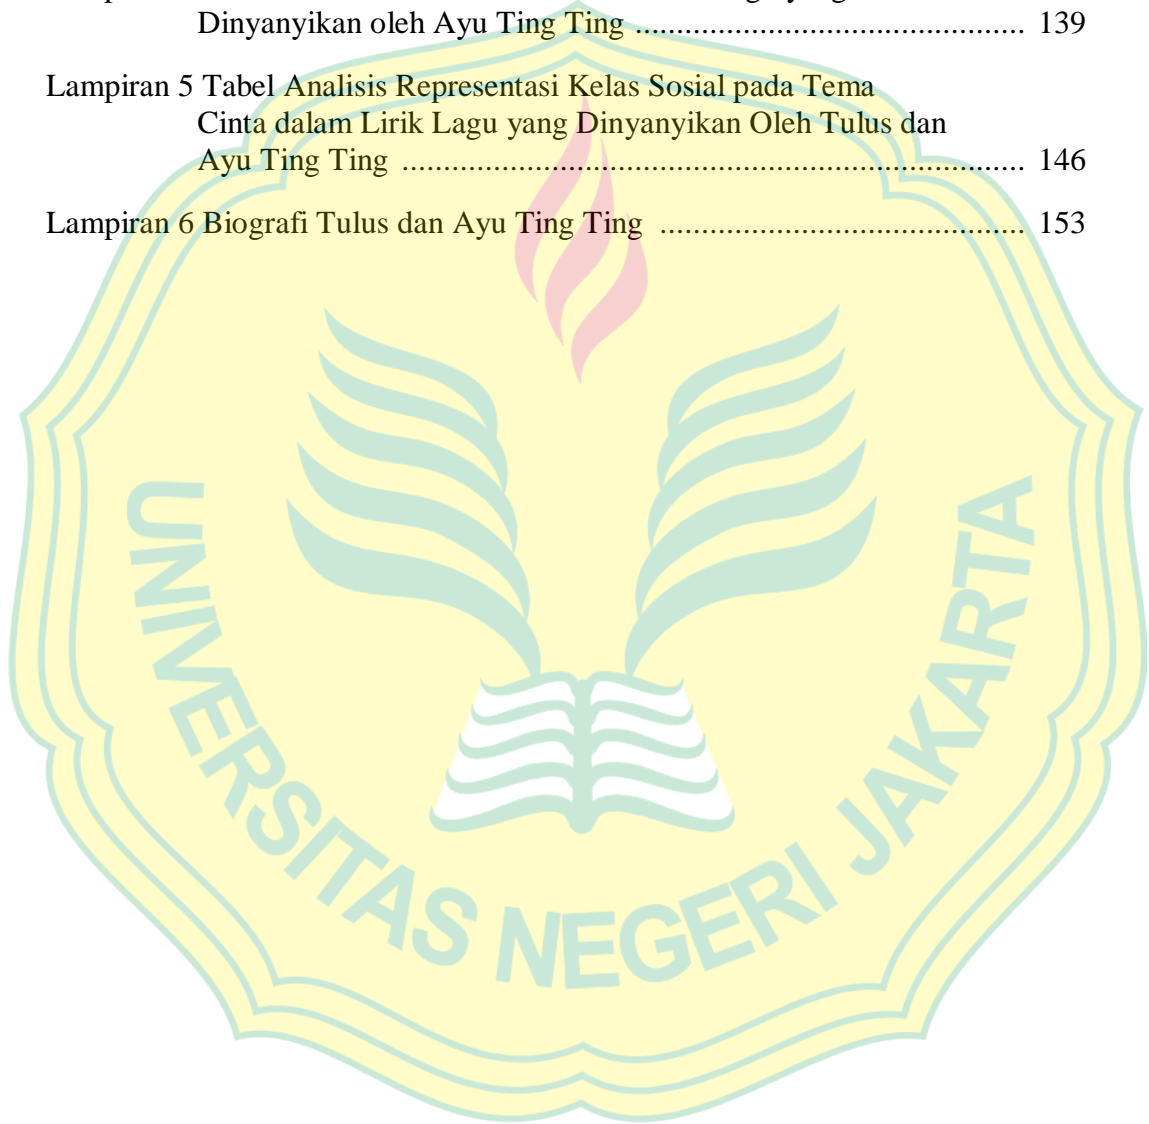 Dinyanyikan oleh Ayu Ting Ting ................................................ 139
Lampiran 5 Tabel Analisis Representasi Kelas Sosial pada Tema
Cinta dalam Lirik Lagu yang Dinyanyikan Oleh Tulus dan
Ayu Ting Ting ............................................................................ 146
Lampiran 6 Biografi Tulus dan Ayu Ting Ting ............................................. 153
UNIVERSITAS NEGERI JAKARTA